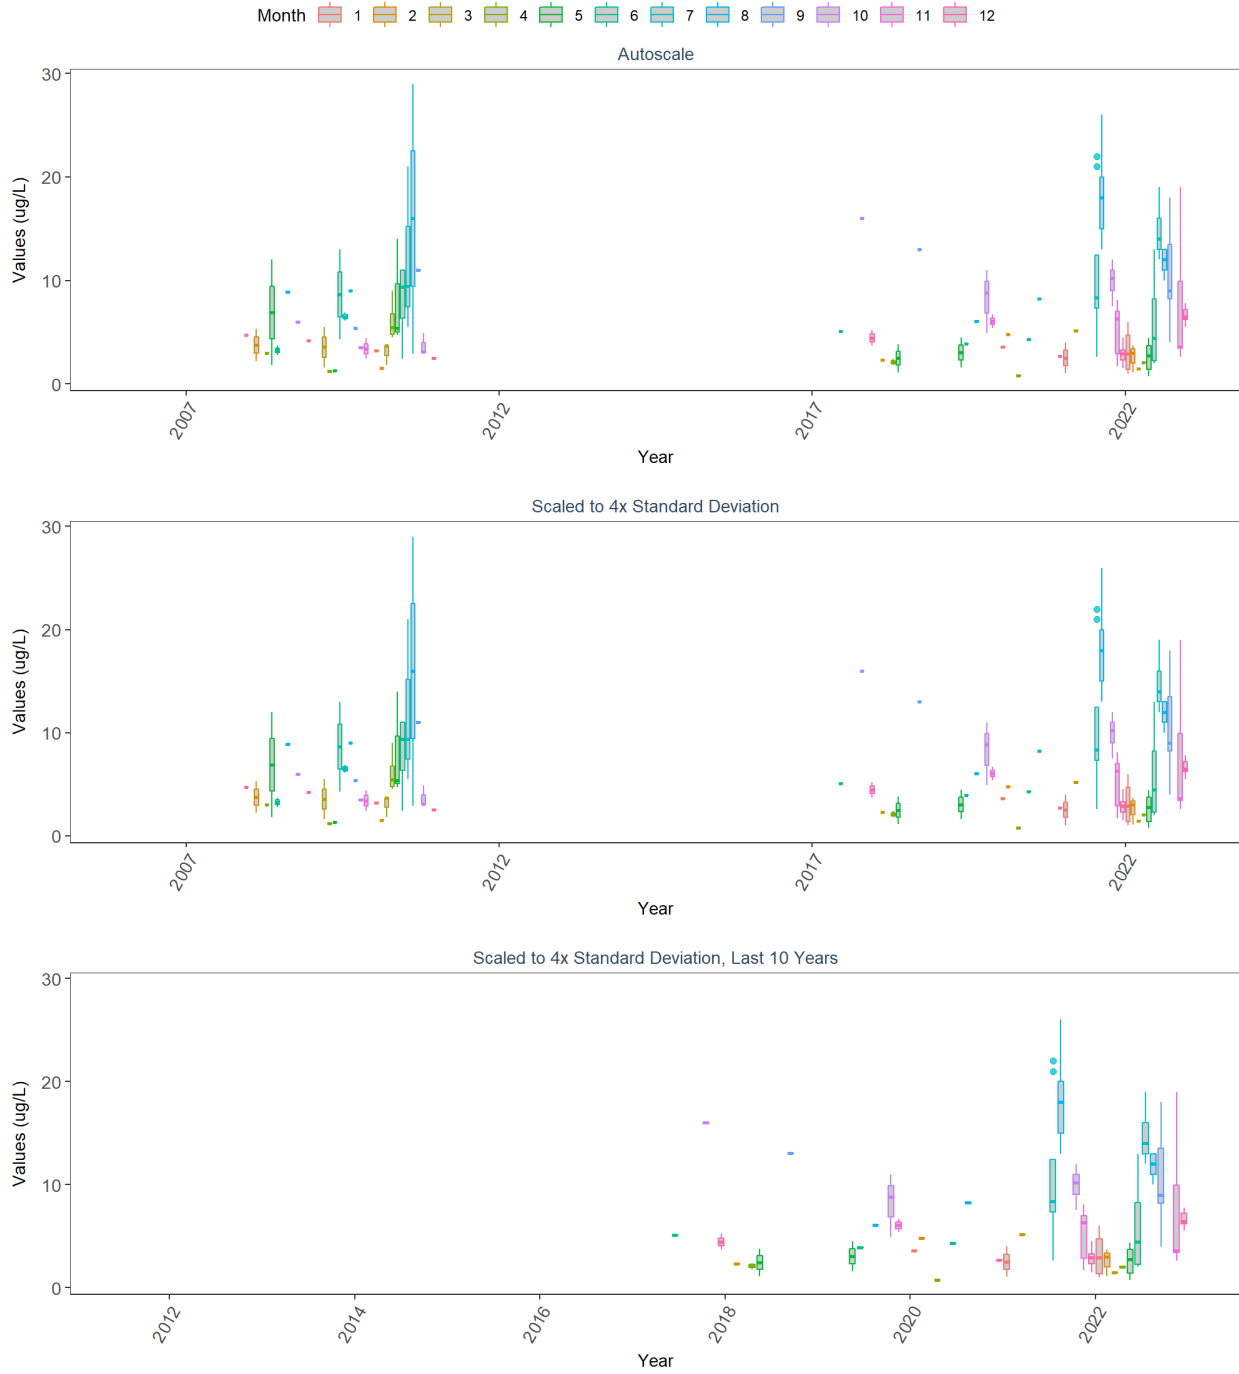 Month 1 2 3 4 5 6 7 8 9 10 11 12
Autoscale
30
20
10
0
Values (ug/L)
2007 2012 2017 2022
Year
Scaled to 4x Standard Deviation
30
20
10
0
Values (ug/L)
2007 2012 2017 2022
Year
Scaled to 4x Standard Deviation, Last 10 Years
30
20
10
0
Values (ug/L)
2012 2014 2016 2018 2020 2022
Year